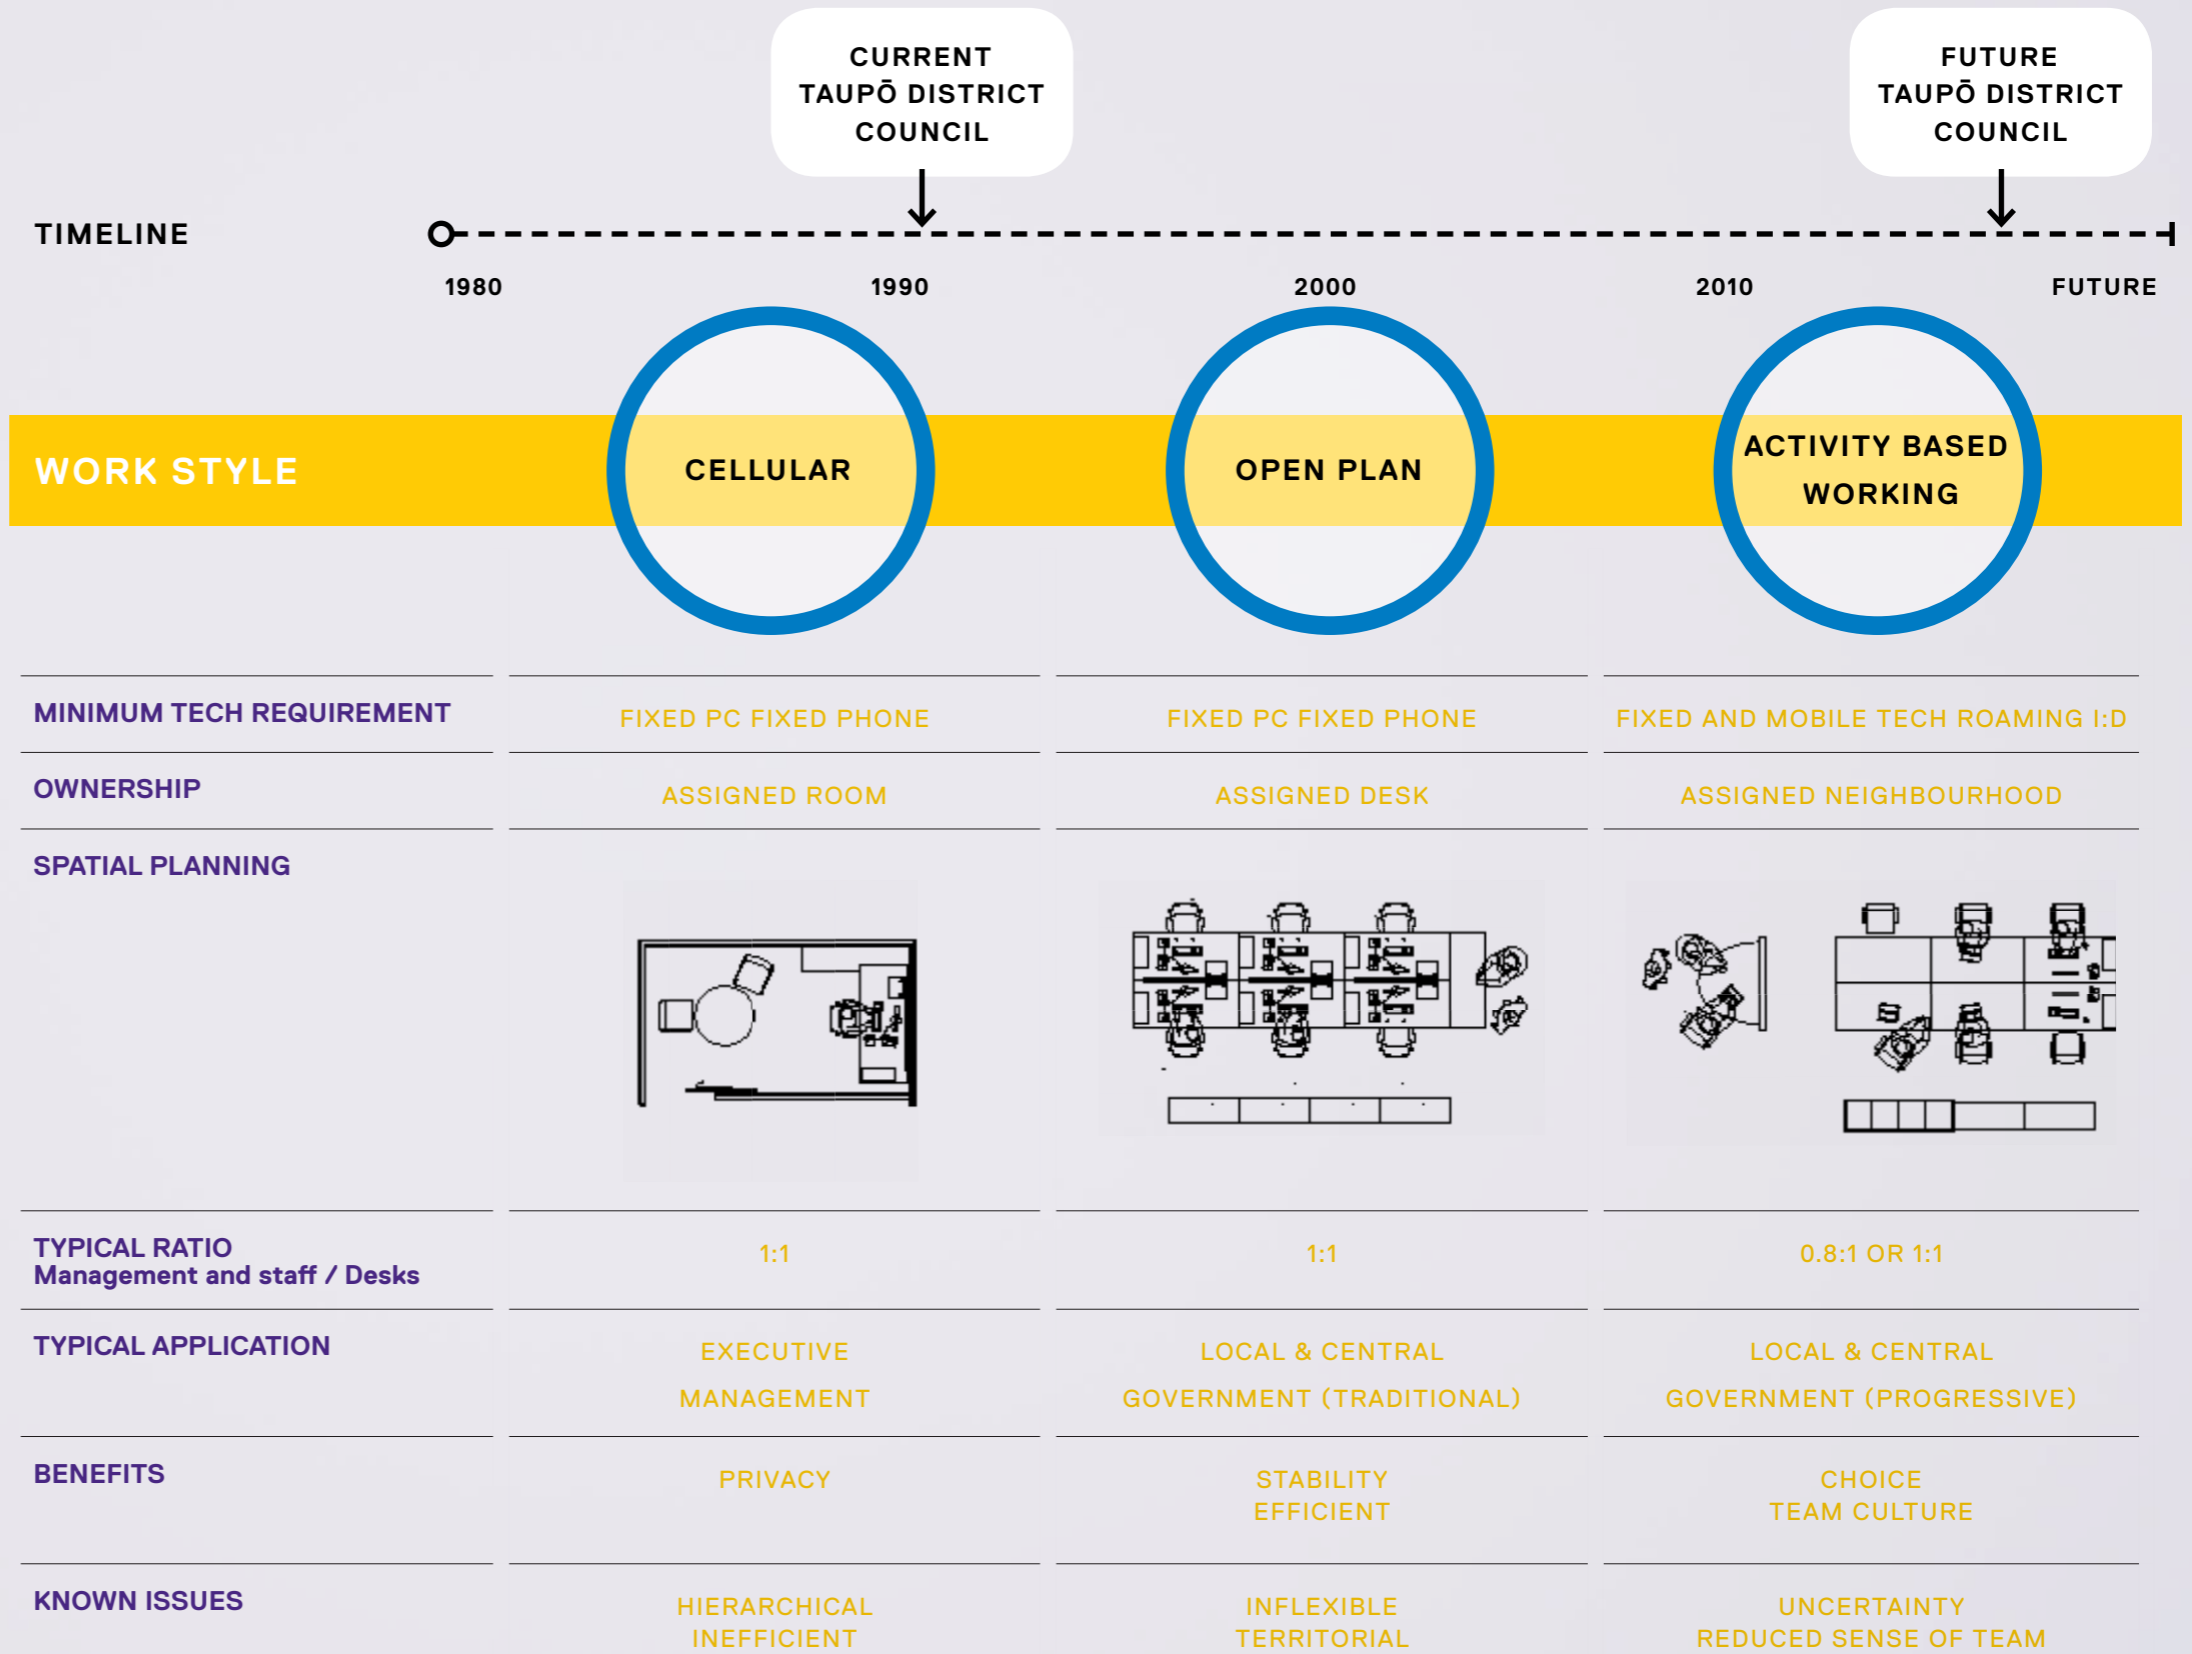 CURRENT
TAUPŌ DISTRICT
COUNCIL
FUTURE
TAUPŌ DISTRICT
COUNCIL
TIMELINE
1980 1990 2000 2010 FUTURE
WORK STYLE
CELLULAR
OPEN PLAN
ACTIVITY BASED
WORKING
MINIMUM TECH REQUIREMENT
FIXED PC FIXED PHONE
FIXED PC FIXED PHONE
FIXED AND MOBILE TECH ROAMING I:D
OWNERSHIP
ASSIGNED ROOM
ASSIGNED DESK
ASSIGNED NEIGHBOURHOOD
SPATIAL PLANNING
TYPICAL RATIO
Management and staff / Desks
1:1
1:1
0.8:1 OR 1:1
TYPICAL APPLICATION
EXECUTIVE
MANAGEMENT
LOCAL & CENTRAL
GOVERNMENT (TRADITIONAL)
LOCAL & CENTRAL
GOVERNMENT (PROGRESSIVE)
BENEFITS
PRIVACY
STABILITY
EFFICIENT
CHOICE
TEAM CULTURE
KNOWN ISSUES
HIERARCHICAL
INEFFICIENT
INFLEXIBLE
TERRITORIAL
UNCERTAINTY
REDUCED SENSE OF TEAM